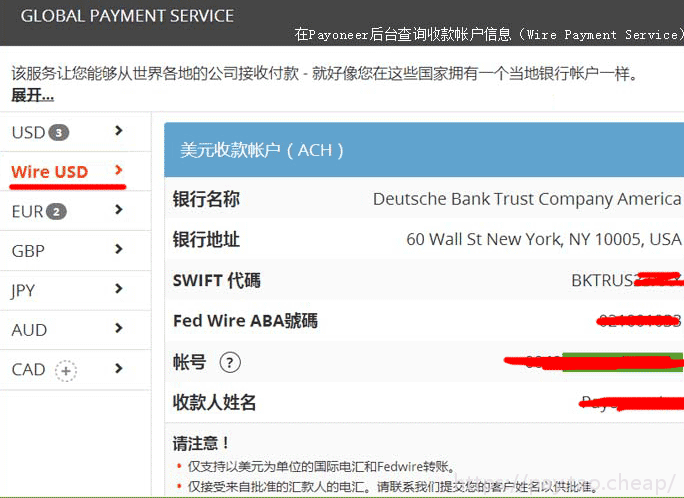 GLOBAL PAYMENT SERVICE
在Payoneer后台查询收款帐户信息（Wire Payment Service）
该服务让您能够从世界各地的公司接收付款 - 就好像您在这些国家拥有一个当地银行帐户一样。
展开...
USD 3
Wire USD
EUR 2
GBP
JPY
AUD
CAD
美元收款帐户（ACH）
银行名称 Deutsche Bank Trust Company America
银行地址 60 Wall St New York, NY 10005, USA
SWIFT 代碼 BKTRUS
Fed Wire ABA號碼
帐号 ?
收款人姓名
请注意！
仅支持以美元为单位的国际电汇和Fedwire转账。
仅接受来自批准的汇款人的电汇。请联系我们提交您的客户姓名以供批准。